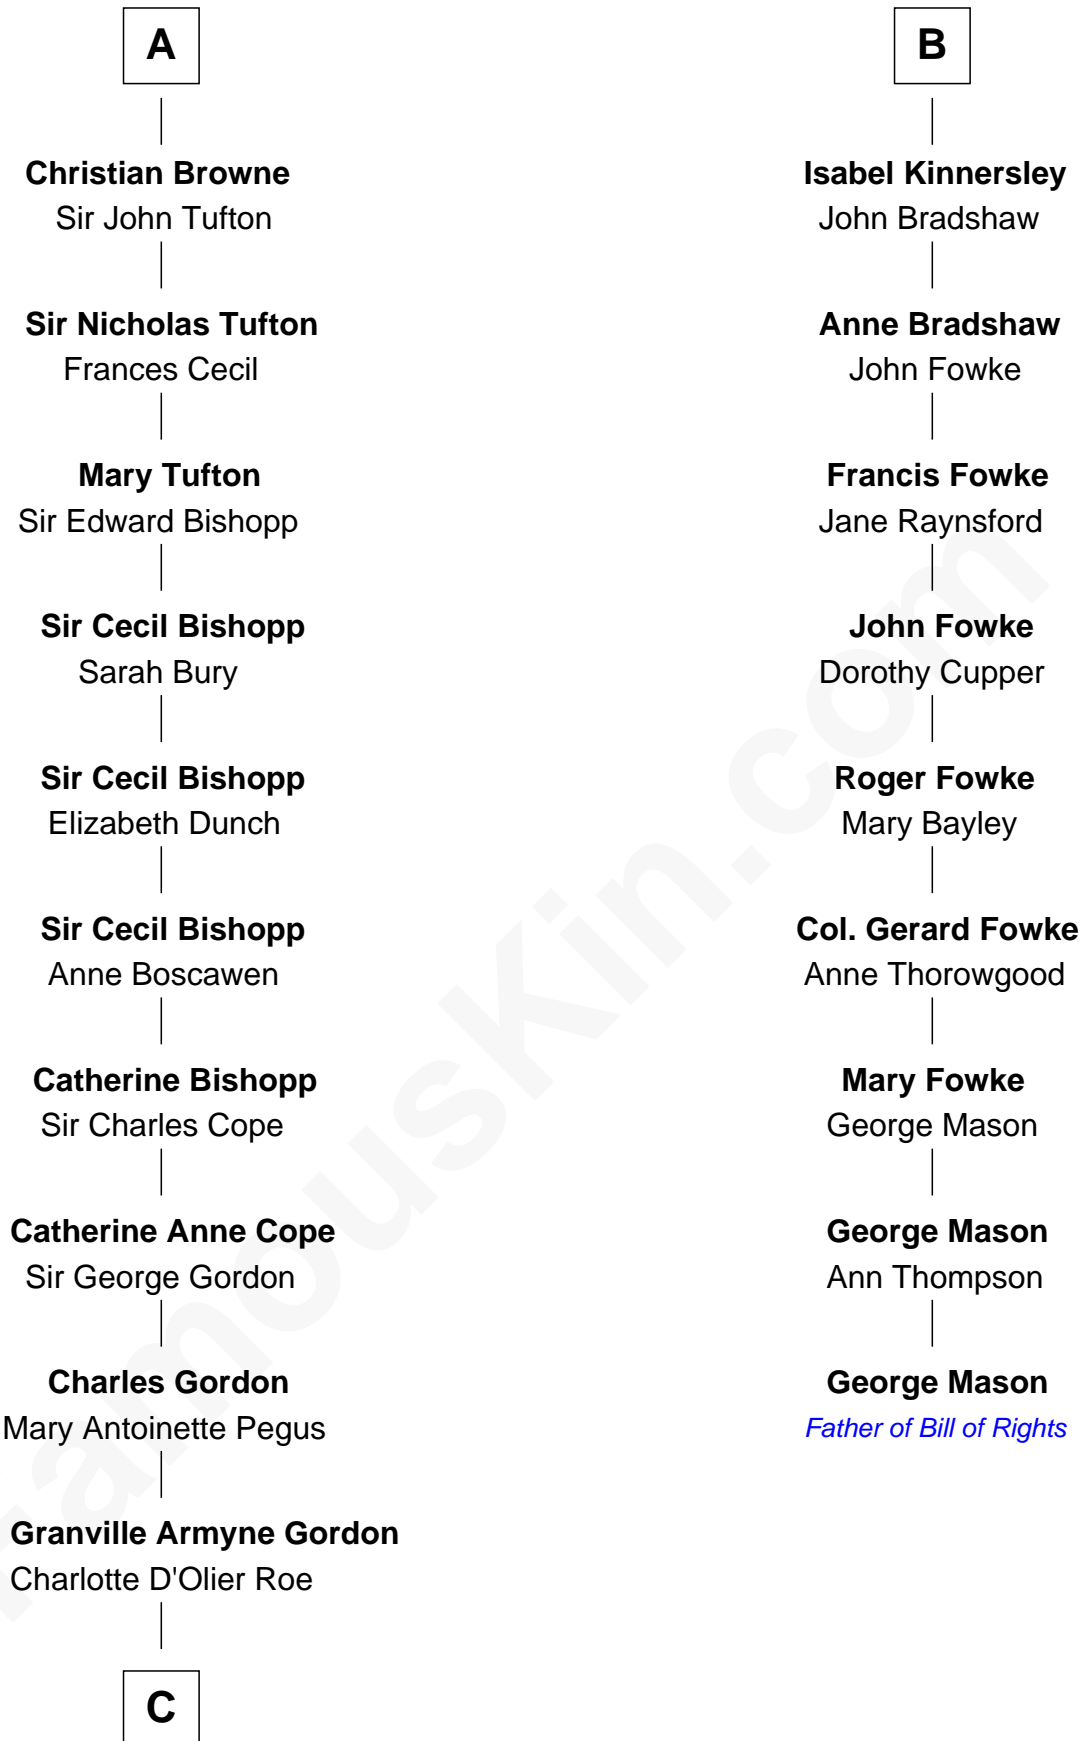 A
Christian Browne
Sir John Tufton
Sir Nicholas Tufton
Frances Cecil
Mary Tufton
Sir Edward Bishopp
Sir Cecil Bishopp
Sarah Bury
Sir Cecil Bishopp
Elizabeth Dunch
Sir Cecil Bishopp
Anne Boscawen
Catherine Bishopp
Sir Charles Cope
Catherine Anne Cope
Sir George Gordon
Charles Gordon
Mary Antoinette Pegus
Granville Armyne Gordon
Charlotte D'Olier Roe
C
B
Isabel Kinnersley
John Bradshaw
Anne Bradshaw
John Fowke
Francis Fowke
Jane Raynsford
John Fowke
Dorothy Cupper
Roger Fowke
Mary Bayley
Col. Gerard Fowke
Anne Thorowgood
Mary Fowke
George Mason
George Mason
Ann Thompson
George Mason
Father of Bill of Rights
FamousKin.com